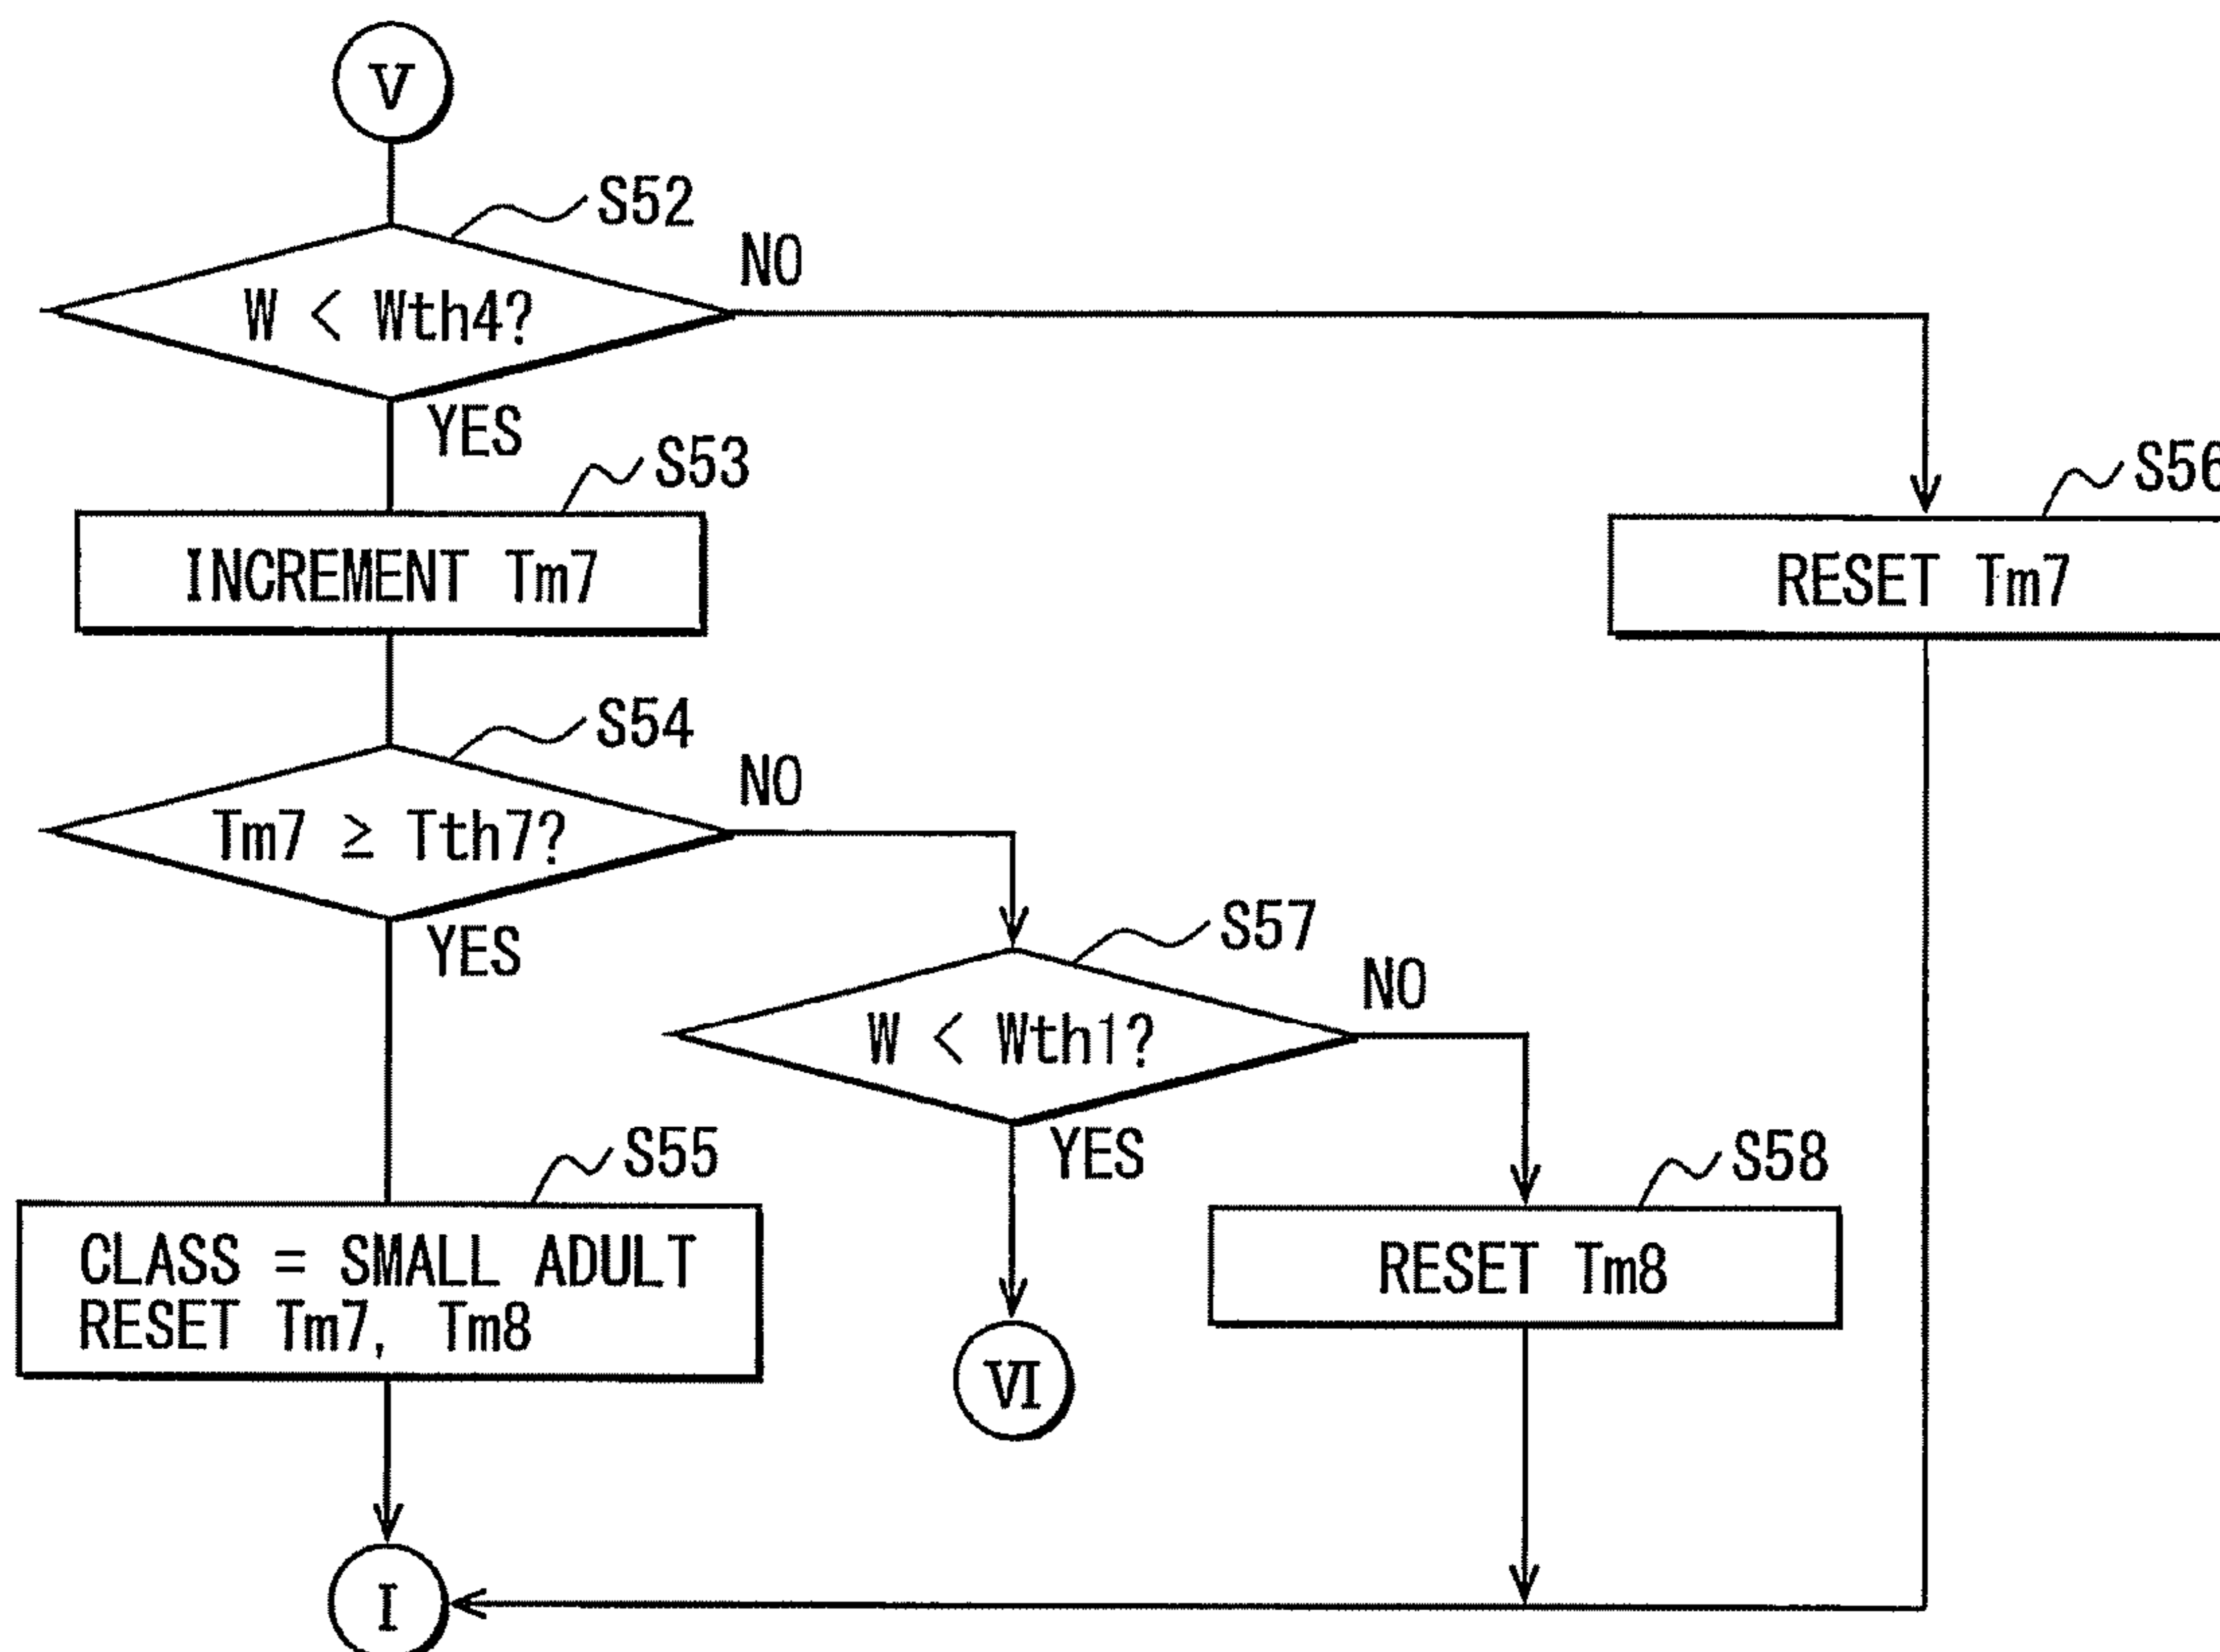 V
S52
NO
W < Wth4?
YES
S53
S56
INCREMENT Tm7
RESET Tm7
S54
NO
Tm7 ≥ Tth7?
YES
S57
NO
W < Wth1?
YES
S55
S58
CLASS = SMALL ADULT
RESET Tm7, Tm8
RESET Tm8
VI
I